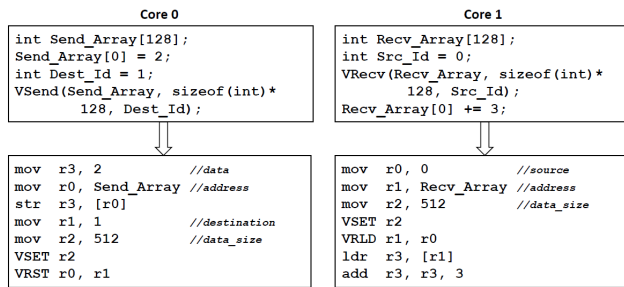 Core 0
int Send_Array[128];
Send_Array[0] = 2;
int Dest_Id = 1;
VSend(Send_Array, sizeof(int)*
128, Dest_Id);
mov r3, 2 //data
mov r0, Send_Array //address
str r3, [r0]
mov r1, 1 //destination
mov r2, 512 //data_size
VSET r2
VRST r0, r1
Core 1
int Recv_Array[128];
int Src_Id = 0;
VRecv(Recv_Array, sizeof(int)*
128, Src_Id);
Recv_Array[0] += 3;
mov r0, 0 //source
mov r1, Recv_Array //address
mov r2, 512 //data_size
VSET r2
VRLD r1, r0
ldr r3, [r1]
add r3, r3, 3